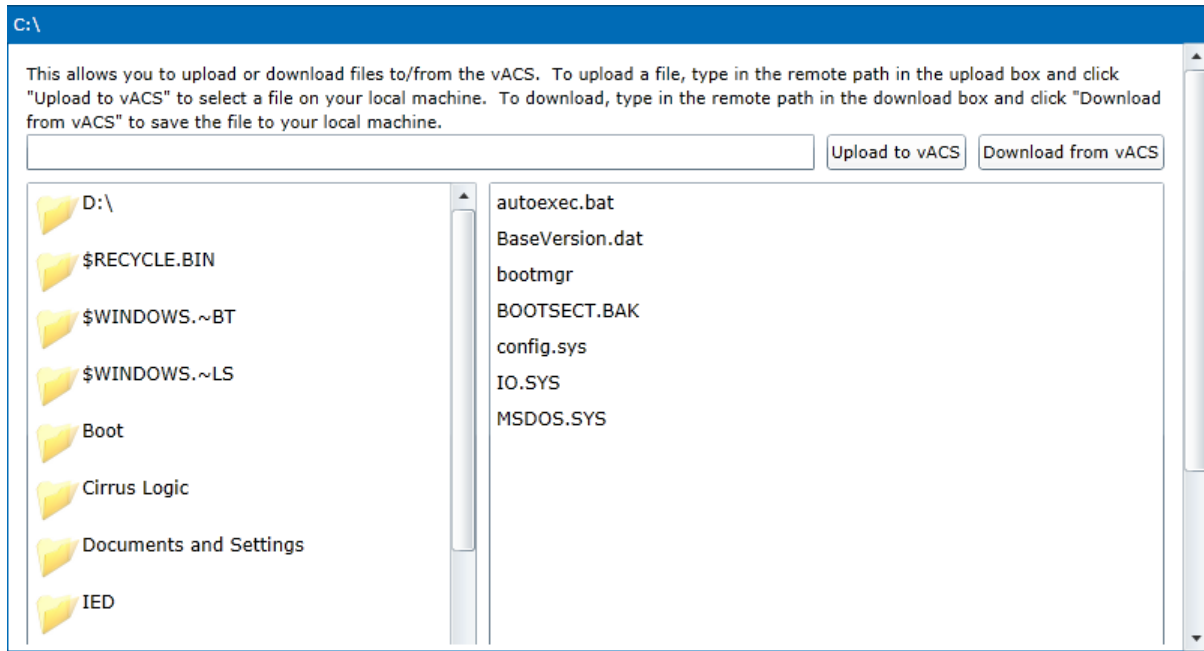 C:\
This allows you to upload or download files to/from the vACS.  To upload a file, type in the remote path in the upload box and click
"Upload to vACS" to select a file on your local machine.  To download, type in the remote path in the download box and click "Download
from vACS" to save the file to your local machine.
Upload to vACS
Download from vACS
D:\
$RECYCLE.BIN
$WINDOWS.~BT
$WINDOWS.~LS
Boot
Cirrus Logic
Documents and Settings
IED
autoexec.bat
BaseVersion.dat
bootmgr
BOOTSECT.BAK
config.sys
IO.SYS
MSDOS.SYS